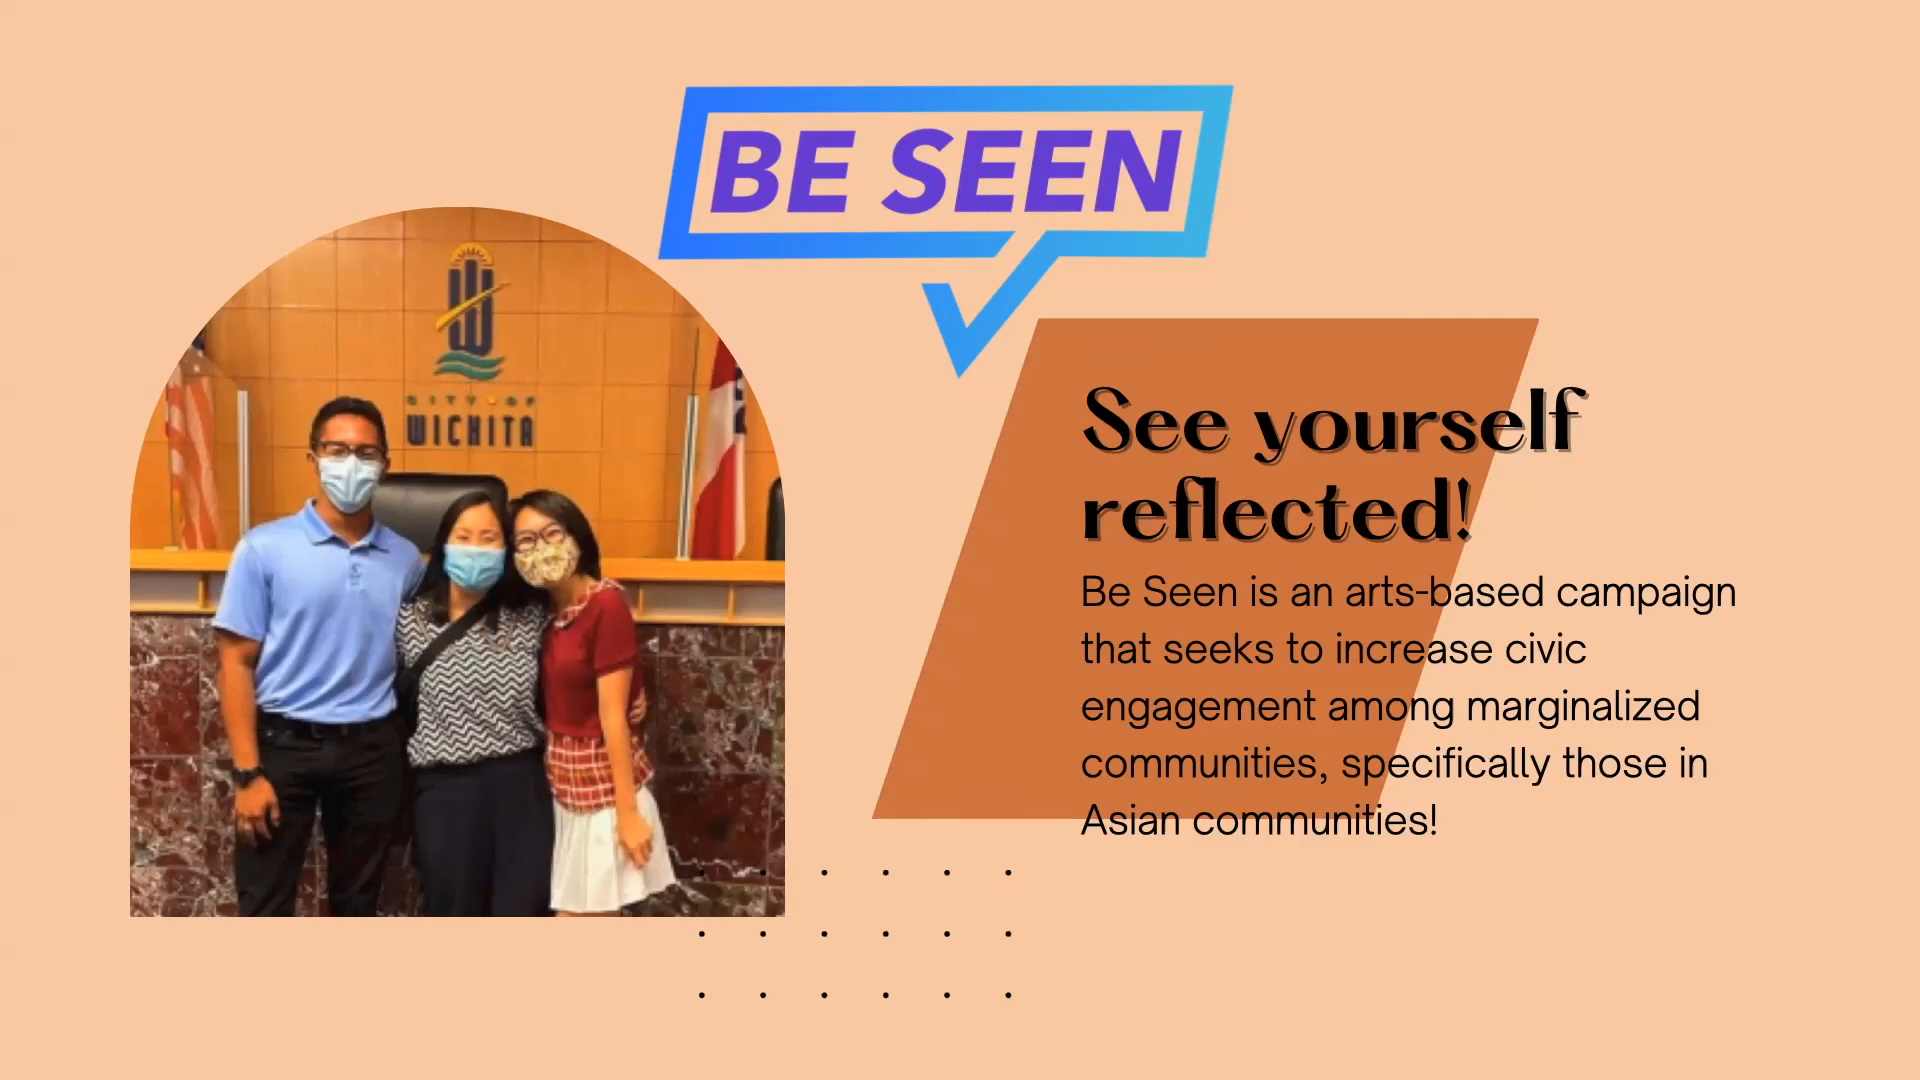 BE SEEN
CITY OF
WICHITA
See yourself
reflected!
Be Seen is an arts-based campaign
that seeks to increase civic
engagement among marginalized
communities, specifically those in
Asian communities!